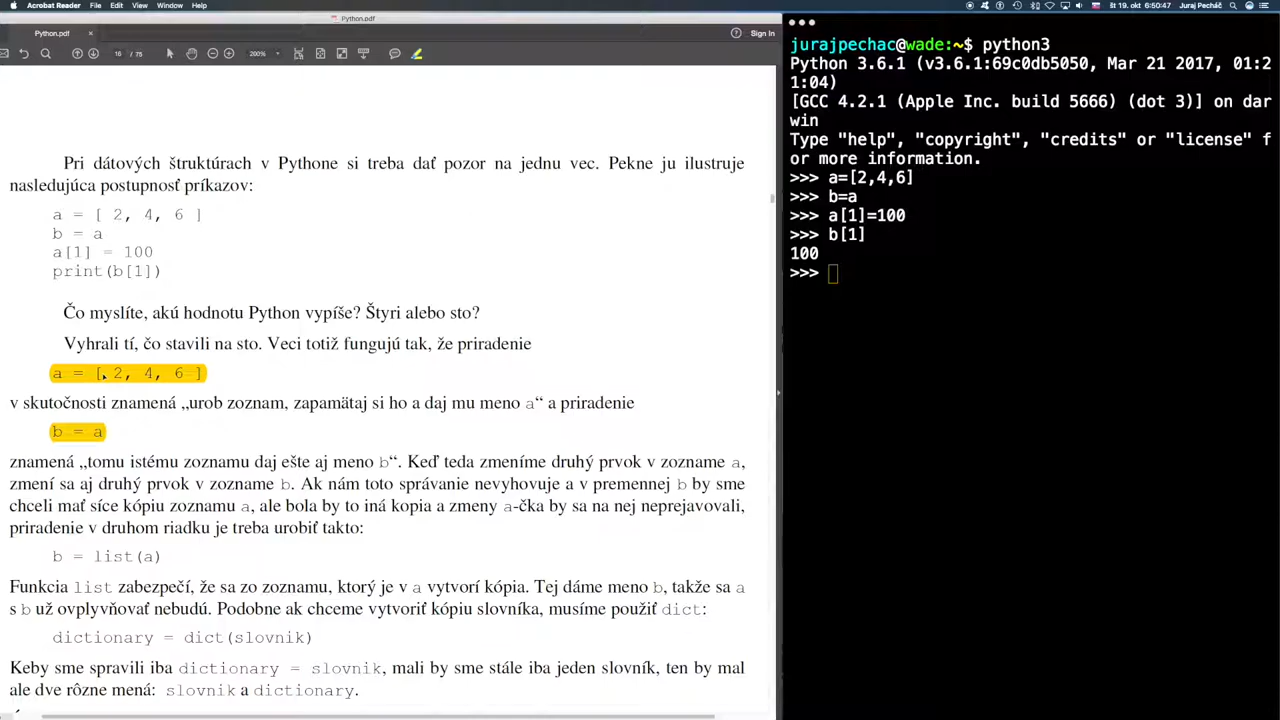 Acrobat Reader File Edit View Window Help
št 19. okt 6:50:47 Juraj Pecháč
Python.pdf
Python.pdf
16 / 75
200%
Sign In
Pri dátových štruktúrach v Pythone si treba dať pozor na jednu vec. Pekne ju ilustruje
nasledujúca postupnosť príkazov:
a = [ 2, 4, 6 ]
b = a
a[1] = 100
print(b[1])
Čo myslíte, akú hodnotu Python vypíše? Štyri alebo sto?
Vyhrali tí, čo stavili na sto. Veci totiž fungujú tak, že priradenie
a = [ 2, 4, 6 ]
v skutočnosti znamená „urob zoznam, zapamätaj si ho a daj mu meno a“ a priradenie
b = a
znamená „tomu istému zoznamu daj ešte aj meno b“. Keď teda zmeníme druhý prvok v zozname a,
zmení sa aj druhý prvok v zozname b. Ak nám toto správanie nevyhovuje a v premennej b by sme
chceli mať síce kópiu zoznamu a, ale bola by to iná kopia a zmeny a-čka by sa na nej neprejavovali,
priradenie v druhom riadku je treba urobiť takto:
b = list(a)
Funkcia list zabezpečí, že sa zo zoznamu, ktorý je v a vytvorí kópia. Tej dáme meno b, takže sa a
s b už ovplyvňovať nebudú. Podobne ak chceme vytvoriť kópiu slovníka, musíme použiť dict:
dictionary = dict(slovnik)
Keby sme spravili iba dictionary = slovnik, mali by sme stále iba jeden slovník, ten by mal
ale dve rôzne mená: slovnik a dictionary.
jurajpechac@wade:~$ python3
Python 3.6.1 (v3.6.1:69c0db5050, Mar 21 2017, 01:2
1:04)
[GCC 4.2.1 (Apple Inc. build 5666) (dot 3)] on dar
win
Type "help", "copyright", "credits" or "license" f
or more information.
>>> a=[2,4,6]
>>> b=a
>>> a[1]=100
>>> b[1]
100
>>>